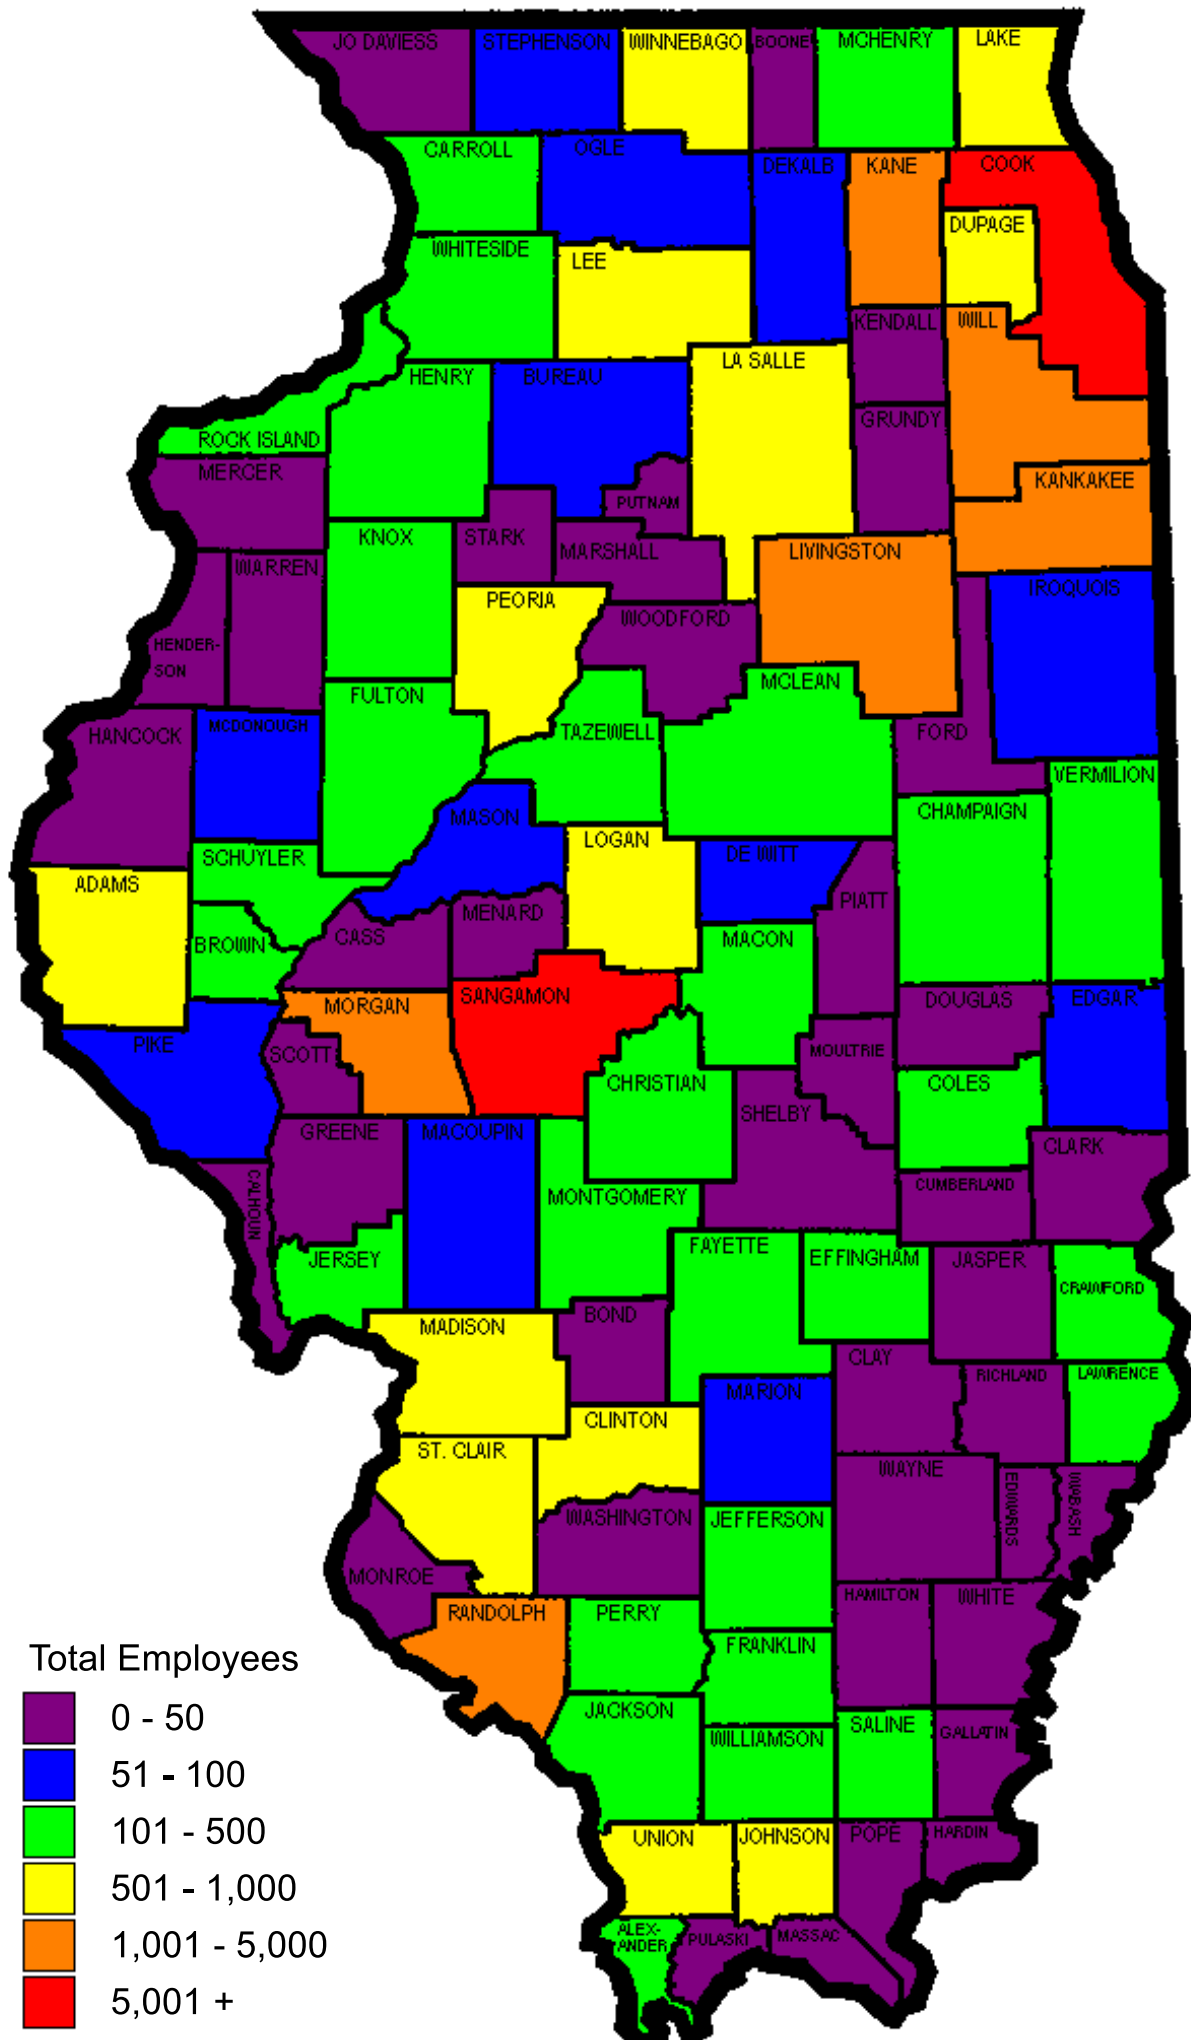 JO DAVIESS
STEPHENSON
WINNEBAGO
BOONE
MCHENRY
LAKE
CARROLL
OGLE
DEKALB
KANE
COOK
DUPAGE
WHITESIDE
LEE
KENDALL
WILL
LA SALLE
HENRY
BUREAU
GRUNDY
ROCK ISLAND
MERCER
PUTNAM
KANKAKEE
KNOX
STARK
MARSHALL
LIVINGSTON
WARREN
PEORIA
WOODFORD
IROQUOIS
HENDER-
SON
FULTON
MCLEAN
HANCOCK
MCDONOUGH
TAZEWELL
FORD
VERMILION
MASON
LOGAN
CHAMPAIGN
SCHUYLER
DE WITT
ADAMS
PIATT
MENARD
BROWN
CASS
MACON
MORGAN
SANGAMON
DOUGLAS
EDGAR
PIKE
SCOTT
MOULTRIE
CHRISTIAN
COLES
SHELBY
GREENE
MACOUPIN
CLARK
CALHOUN
MONTGOMERY
CUMBERLAND
JERSEY
FAYETTE
EFFINGHAM
JASPER
CRAWFORD
MADISON
BOND
CLAY
RICHLAND
LAWRENCE
MARION
CLINTON
ST. CLAIR
WAYNE
EDWARDS
WABASH
WASHINGTON
JEFFERSON
MONROE
HAMILTON
WHITE
RANDOLPH
PERRY
FRANKLIN
JACKSON
WILLIAMSON
SALINE
GALLATIN
UNION
JOHNSON
POPE
HARDIN
ALEX-
ANDER
PULASKI
MASSAC
Total Employees
0 - 50
51 - 100
101 - 500
501 - 1,000
1,001 - 5,000
5,001 +